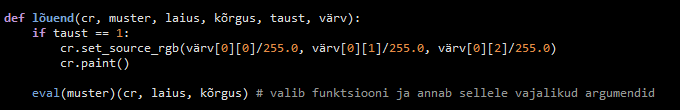 def lõuend(cr, muster, laius, kõrgus, taust, värv):
    if taust == 1:
        cr.set_source_rgb(värv[0][0]/255.0, värv[0][1]/255.0, värv[0][2]/255.0)
        cr.paint()
    eval(muster)(cr, laius, kõrgus) # valib funktsiooni ja annab sellele vajalikud argumendid